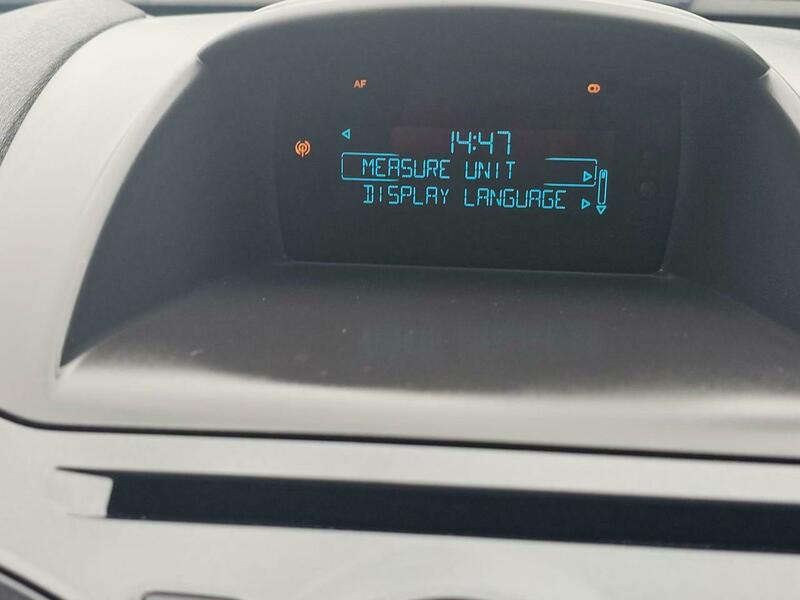 AF
14:47
MEASURE UNIT
DISPLAY LANGUAGE